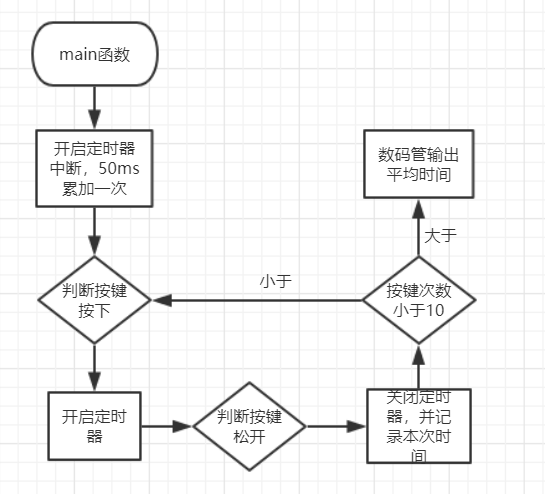 main函数
开启定时器
中断，50ms
累加一次
数码管输出
平均时间
大于
小于
判断按键
按下
按键次数
小于10
开启定时
器
判断按键
松开
关闭定时
器，并记
录本次时
间